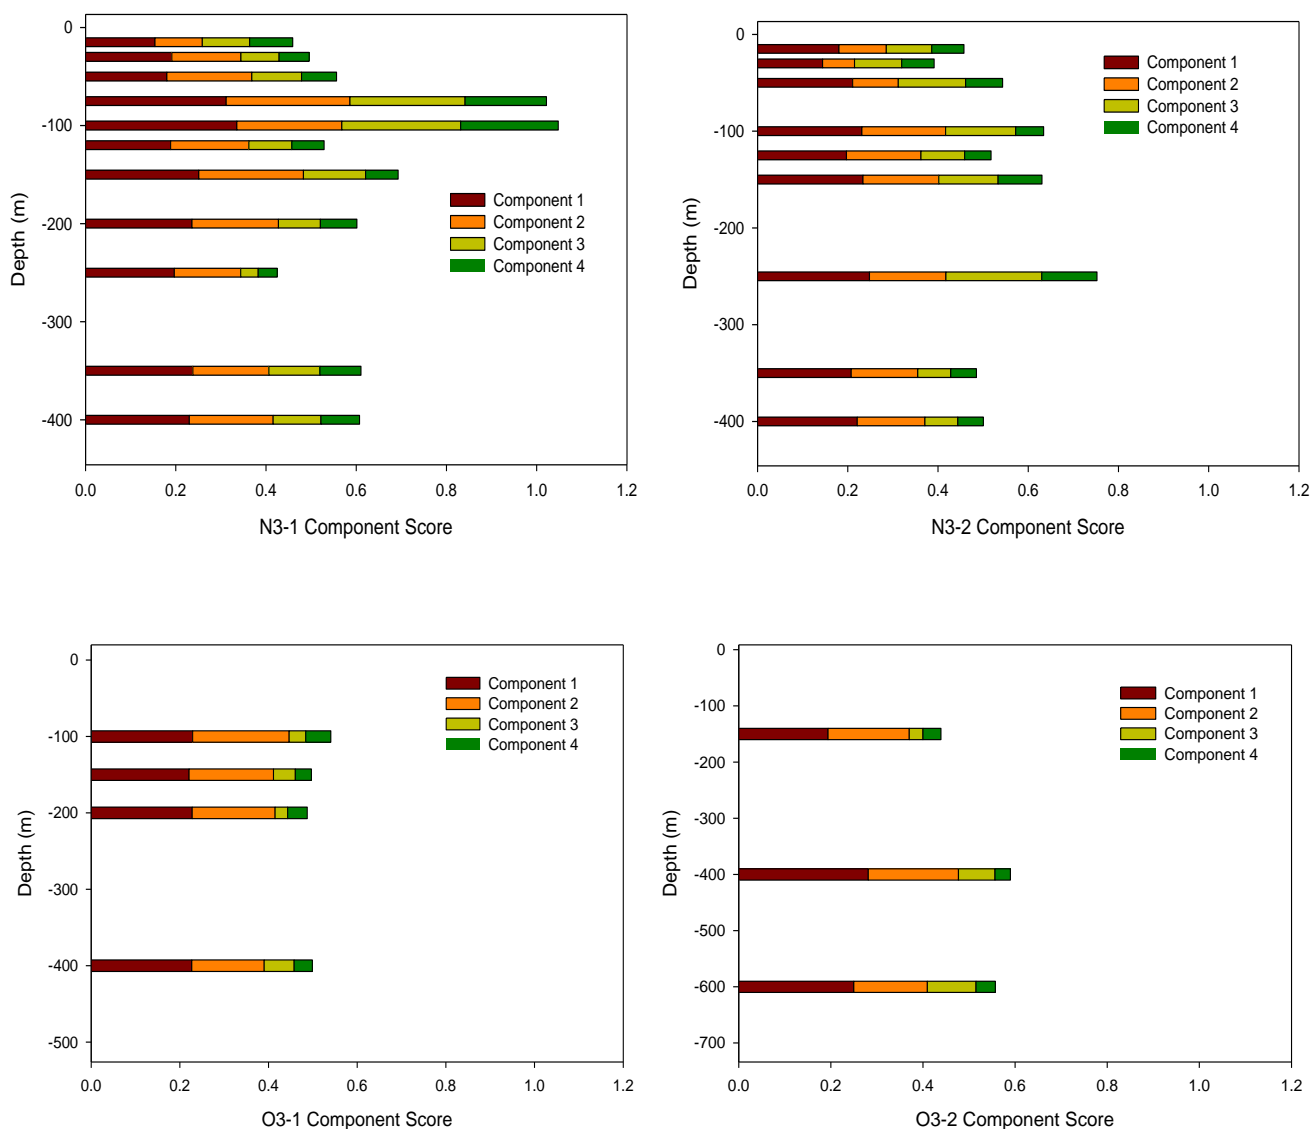 0
-100
-200
-300
-400
Depth (m)
Component 1
Component 2
Component 3
Component 4
0.0 0.2 0.4 0.6 0.8 1.0 1.2
N3-1 Component Score
0
-100
-200
-300
-400
Depth (m)
Component 1
Component 2
Component 3
Component 4
0.0 0.2 0.4 0.6 0.8 1.0 1.2
N3-2 Component Score
0
-100
-200
-300
-400
-500
Depth (m)
Component 1
Component 2
Component 3
Component 4
0.0 0.2 0.4 0.6 0.8 1.0 1.2
O3-1 Component Score
0
-100
-200
-300
-400
-500
-600
-700
Depth (m)
Component 1
Component 2
Component 3
Component 4
0.0 0.2 0.4 0.6 0.8 1.0 1.2
O3-2 Component Score